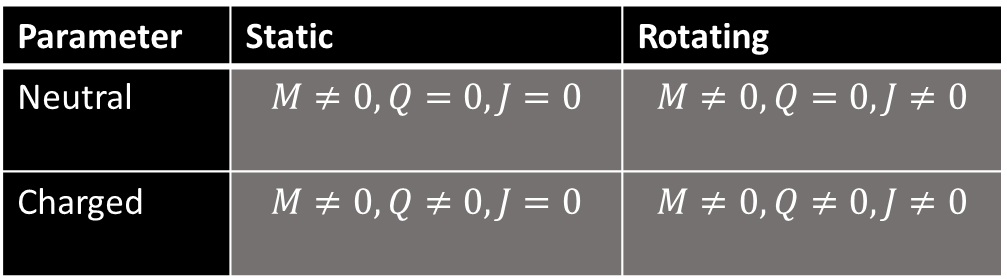 Parameter Static Rotating
Neutral M ≠ 0, Q = 0, J = 0 M ≠ 0, Q = 0, J ≠ 0
Charged M ≠ 0, Q ≠ 0, J = 0 M ≠ 0, Q ≠ 0, J ≠ 0